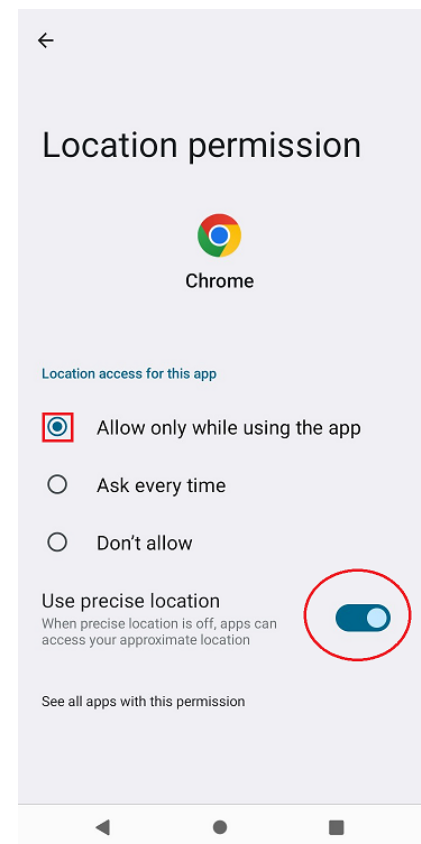 Location permission
Chrome
Location access for this app
Allow only while using the app
Ask every time
Don't allow
Use precise location
When precise location is off, apps can
access your approximate location
See all apps with this permission